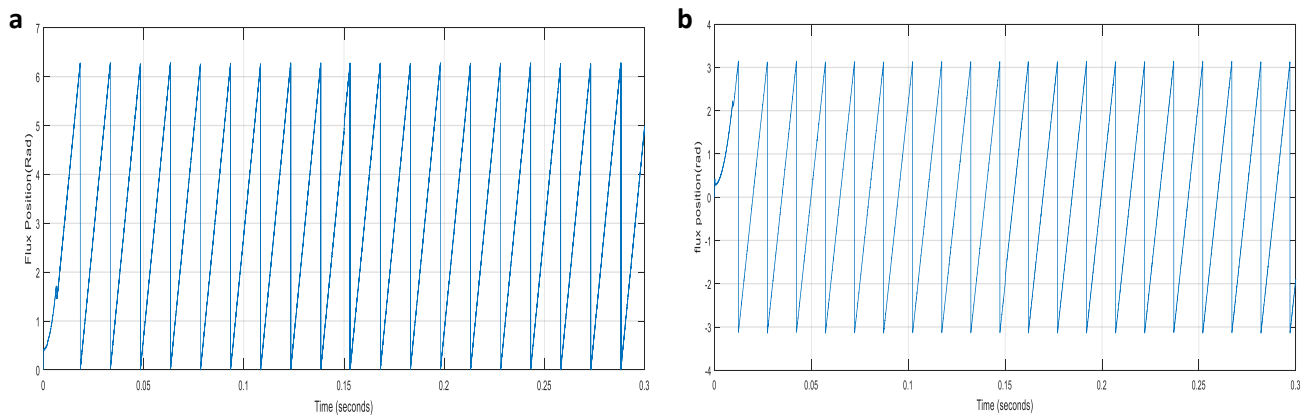 a
7
6
5
4
3
2
1
0
Flux Position(Rad)
0 0.05 0.1 0.15 0.2 0.25 0.3
Time (seconds)
b
4
3
2
1
0
-1
-2
-3
-4
flux position(rad)
0 0.05 0.1 0.15 0.2 0.25 0.3
Time (seconds)